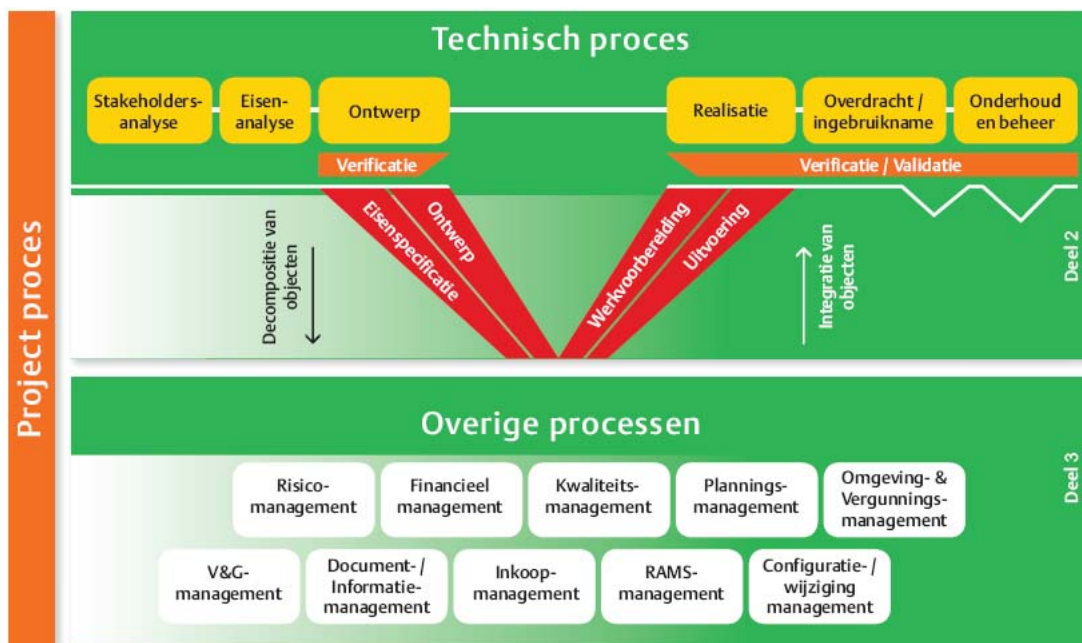 Project proces
Technisch proces
Stakeholders-
analyse
Eisen-
analyse
Ontwerp
Realisatie
Overdracht /
ingebruikname
Onderhoud
en beheer
Verificatie
Verificatie / Validatie
Decompositie van
objecten
Eisenspecificatie
Ontwerp
Werkvoorbereiding
Uitvoering
Integratie van
objecten
Deel 2
Overige processen
Deel 3
Risico-
management
Financieel
management
Kwaliteits-
management
Plannings-
management
Omgeving- &
Vergunnings-
management
V&G-
management
Document- /
Informatie-
management
Inkoop-
management
RAMS-
management
Configuratie- /
wijziging
management